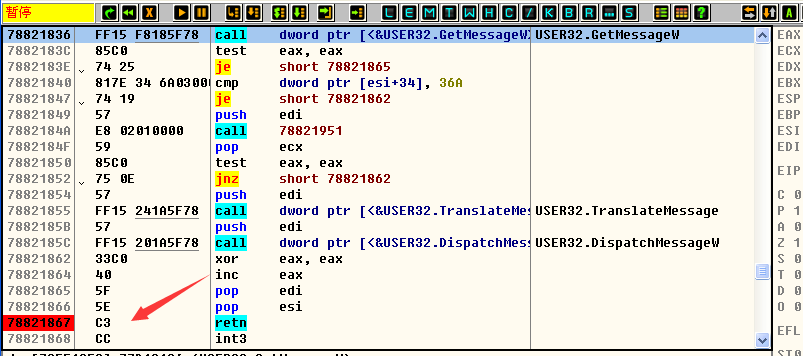 暂停 L E M T W H C / K B R ... S
78821836 FF15 F8185F78 call dword ptr [<&USER32.GetMessageW> USER32.GetMessageW EAX
7882183C 85C0 test eax, eax ECX
7882183E 74 25 je short 78821865 EDX
78821840 817E 34 6A03000 cmp dword ptr [esi+34], 36A EBX
78821847 74 19 je short 78821862 ESP
78821849 57 push edi EBP
7882184A E8 02010000 call 78821951 ESI
7882184F 59 pop ecx EDI
78821850 85C0 test eax, eax
78821852 75 0E jnz short 78821862 EIP
78821854 57 push edi
78821855 FF15 241A5F78 call dword ptr [<&USER32.TranslateMes USER32.TranslateMessage C 0
7882185B 57 push edi P 1
7882185C FF15 201A5F78 call dword ptr [<&USER32.DispatchMess USER32.DispatchMessageW A 0
78821862 33C0 xor eax, eax Z 1
78821864 40 inc eax S 0
78821865 5F pop edi T 0
78821866 5E pop esi D 0
78821867 C3 retn O 0
78821868 CC int3 EFL